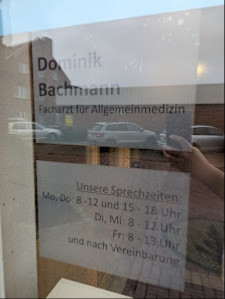 Dominik
Bachmann
Facharzt für Allgemeinmedizin
Unsere Sprechzeiten:
Mo, Do: 8 -12 und 15 - 18 Uhr
Di, Mi: 8 - 12 Uhr
Fr: 8 - 13 Uhr
und nach Vereinbarung